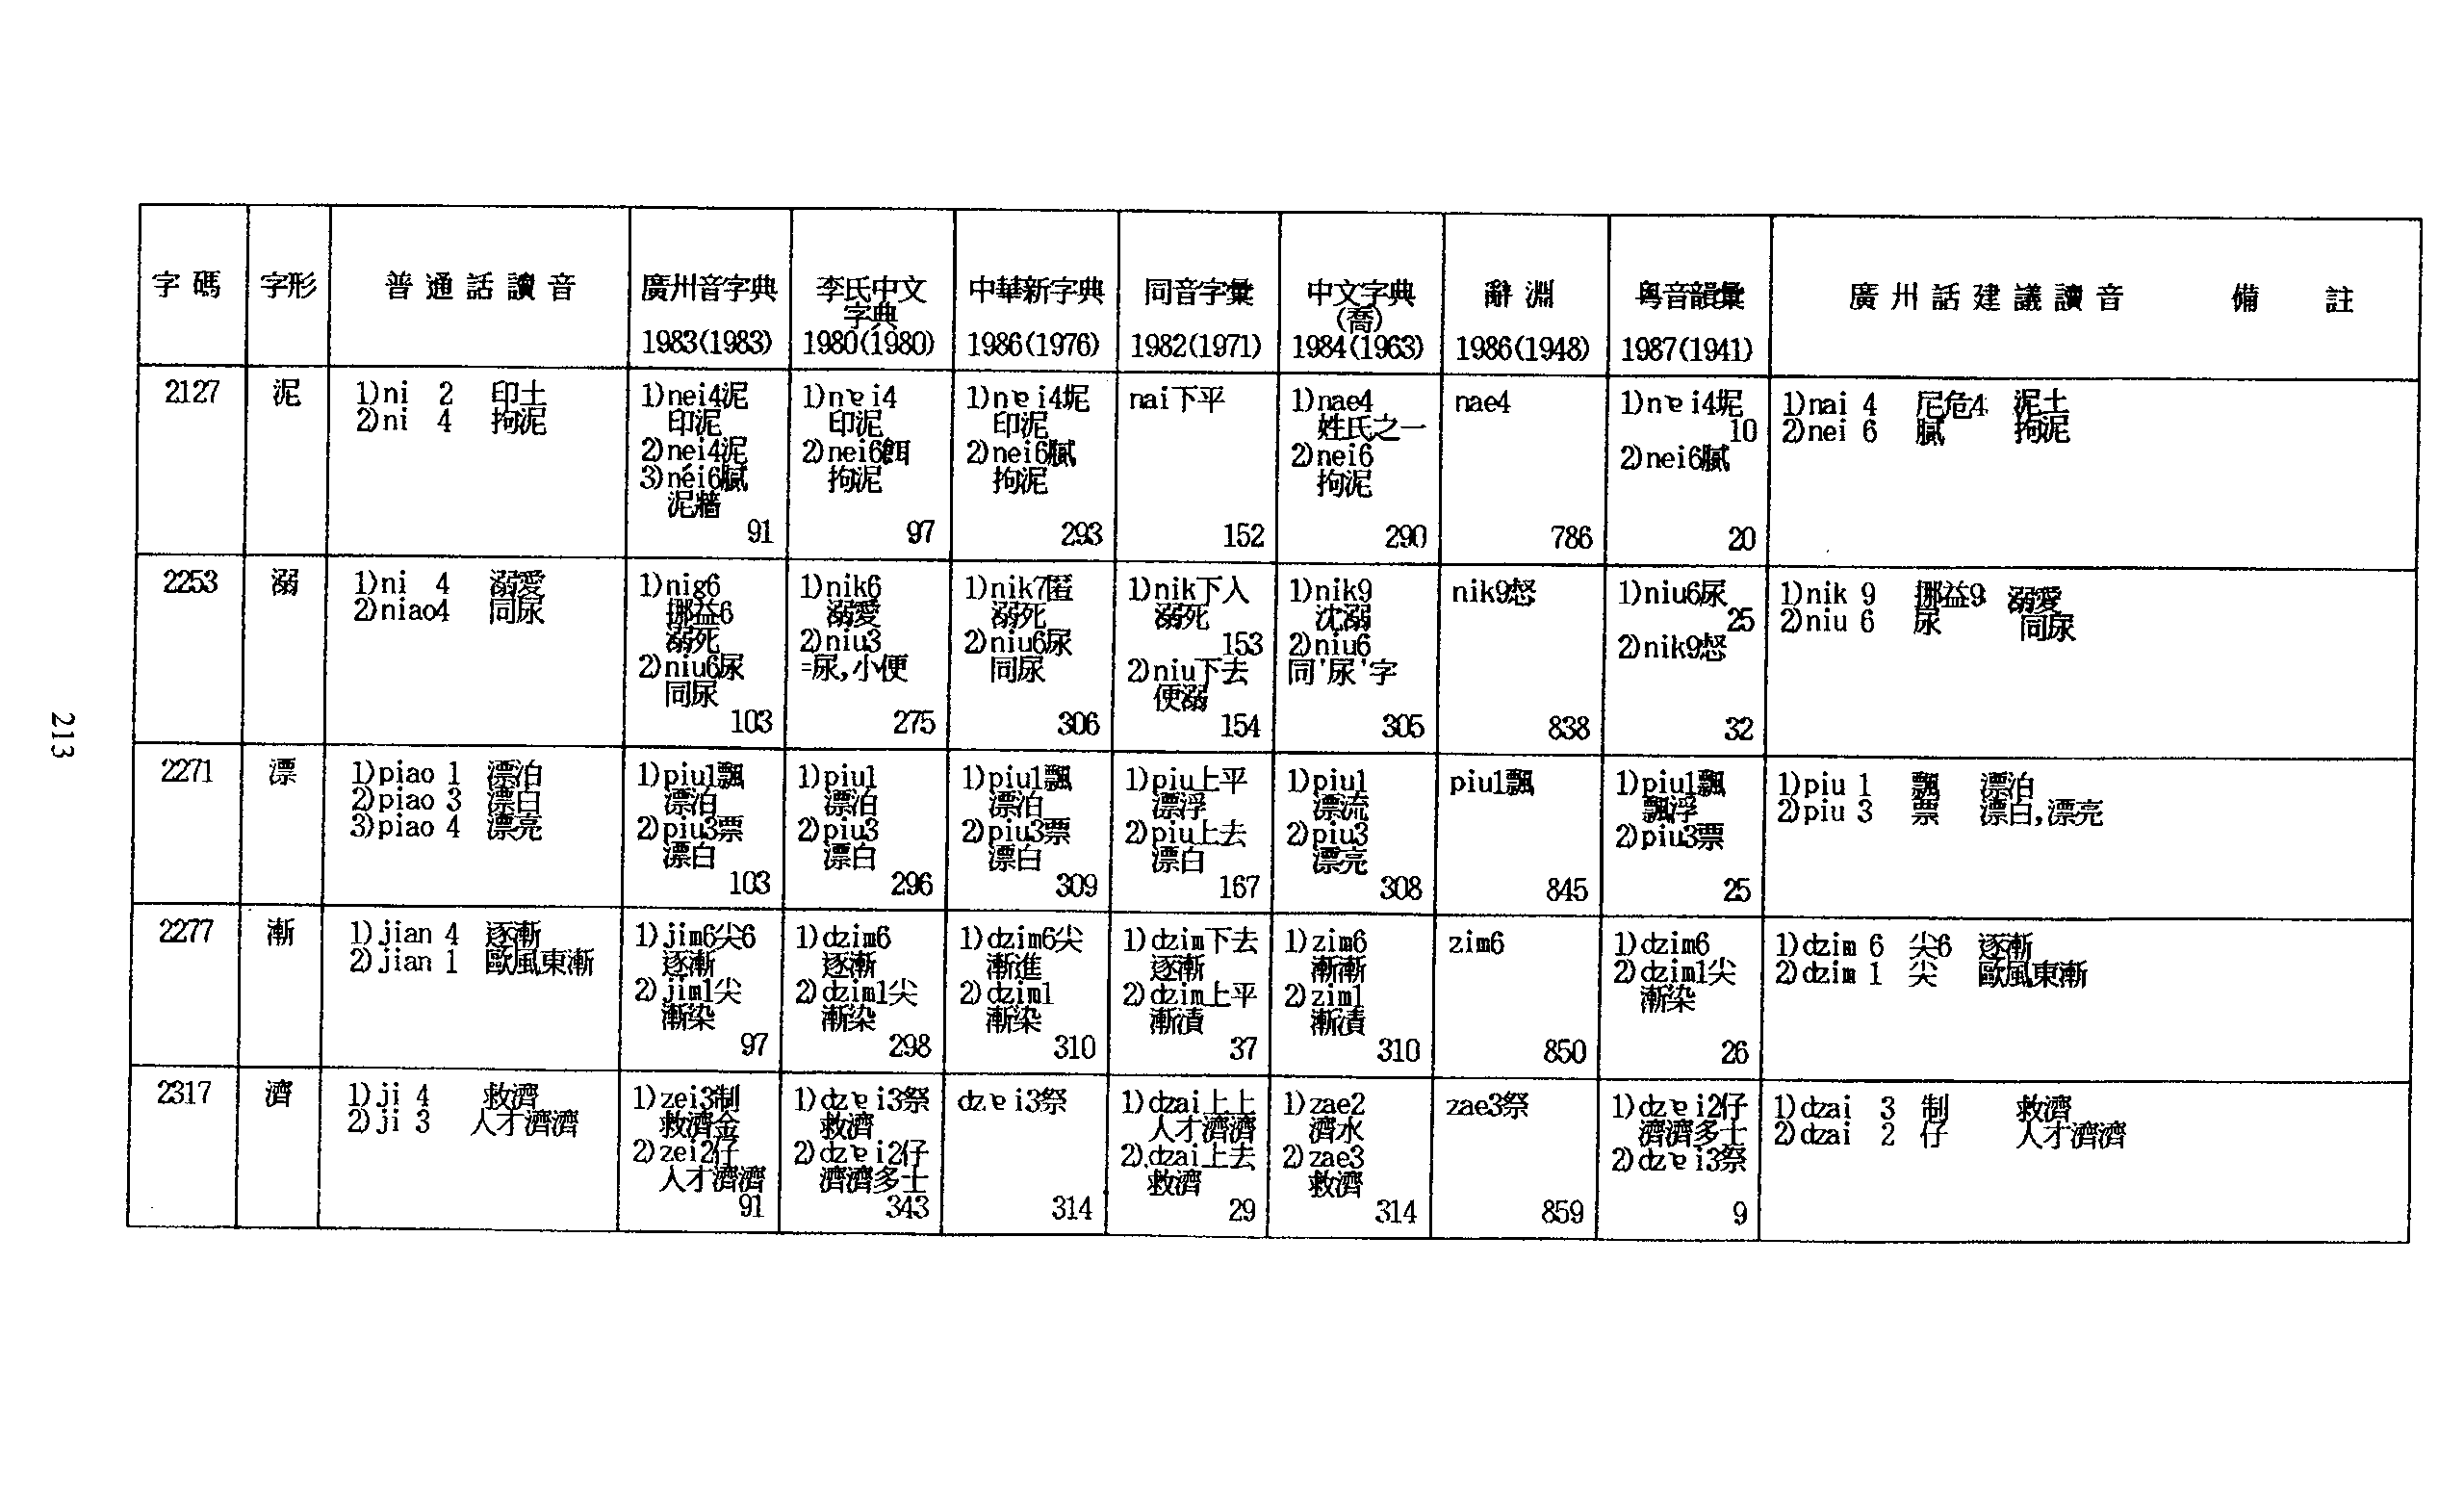 字碼 字形 普通話讀音 廣州音字典 1983(1983) 李氏中文字典 1980(1980) 中華新字典 1986(1976) 同音字彙 1982(1971) 中文字典(喬) 1984(1963) 辭淵 1986(1948) 粵音韻彙 1987(1941) 廣州話建議讀音 備註
2127
泥
1)ni 2 印土
2)ni 4 拘泥
1)nei4泥
印泥
2)nei4泥
3)nei6膩
泥牆
91
1)nɐi4
印泥
2)nei6餌
拘泥
97
1)nɐi4坭
印泥
2)nei6膩
拘泥
293
nai下平
152
1)nae4
姓氏之一
2)nei6
拘泥
290
nae4
786
1)nɐi4坭
10
2)nei6膩
20
1)nai 4 尼危4 泥土
2)nei 6 膩 拘泥
2253
溺
1)ni 4 溺愛
2)niao4 同尿
1)nig6
挪益6
溺死
2)niu6尿
同尿
103
1)nik6
溺愛
2)niu3
=尿,小便
275
1)nik7匿
溺死
2)niu6尿
同尿
306
1)nik下入
溺死
153
2)niu下去
便溺
154
1)nik9
沈溺
2)niu6
同'尿'字
305
nik9惄
838
1)niu6尿
25
2)nik9惄
32
1)nik 9 挪益9 溺愛
2)niu 6 尿 同尿
2271
漂
1)piao 1 漂泊
2)piao 3 漂白
3)piao 4 漂亮
1)piu1飄
漂泊
2)piu3票
漂白
103
1)piu1
漂泊
2)piu3
漂白
296
1)piu1飄
漂泊
2)piu3票
漂白
309
1)piu上平
漂浮
2)piu上去
漂白
167
1)piu1
漂流
2)piu3
漂亮
308
piu1飄
845
1)piu1飄
飄浮
2)piu3票
25
1)piu 1 飄 漂泊
2)piu 3 票 漂白,漂亮
2277
漸
1)jian 4 逐漸
2)jian 1 歐風東漸
1)jim6尖6
逐漸
2)jim1尖
漸染
97
1)dzim6
逐漸
2)dzim1尖
漸染
298
1)dzim6尖
漸進
2)dzim1
漸染
310
1)dzim下去
逐漸
2)dzim上平
漸漬
37
1)zim6
漸漸
2)zim1
漸漬
310
zim6
850
1)dzim6
2)dzim1尖
漸染
26
1)dzim 6 尖6 逐漸
2)dzim 1 尖 歐風東漸
2317
濟
1)ji 4 救濟
2)ji 3 人才濟濟
1)zei3制
救濟金
2)zei2仔
人才濟濟
91
1)dzɐi3祭
救濟
2)dzɐi2仔
濟濟多士
343
dzɐi3祭
314
1)dzai上上
人才濟濟
2)dzai上去
救濟
29
1)zae2
濟水
2)zae3
救濟
314
zae3祭
859
1)dzɐi2仔
濟濟多士
2)dzɐi3祭
9
1)dzai 3 制 救濟
2)dzai 2 仔 人才濟濟
213